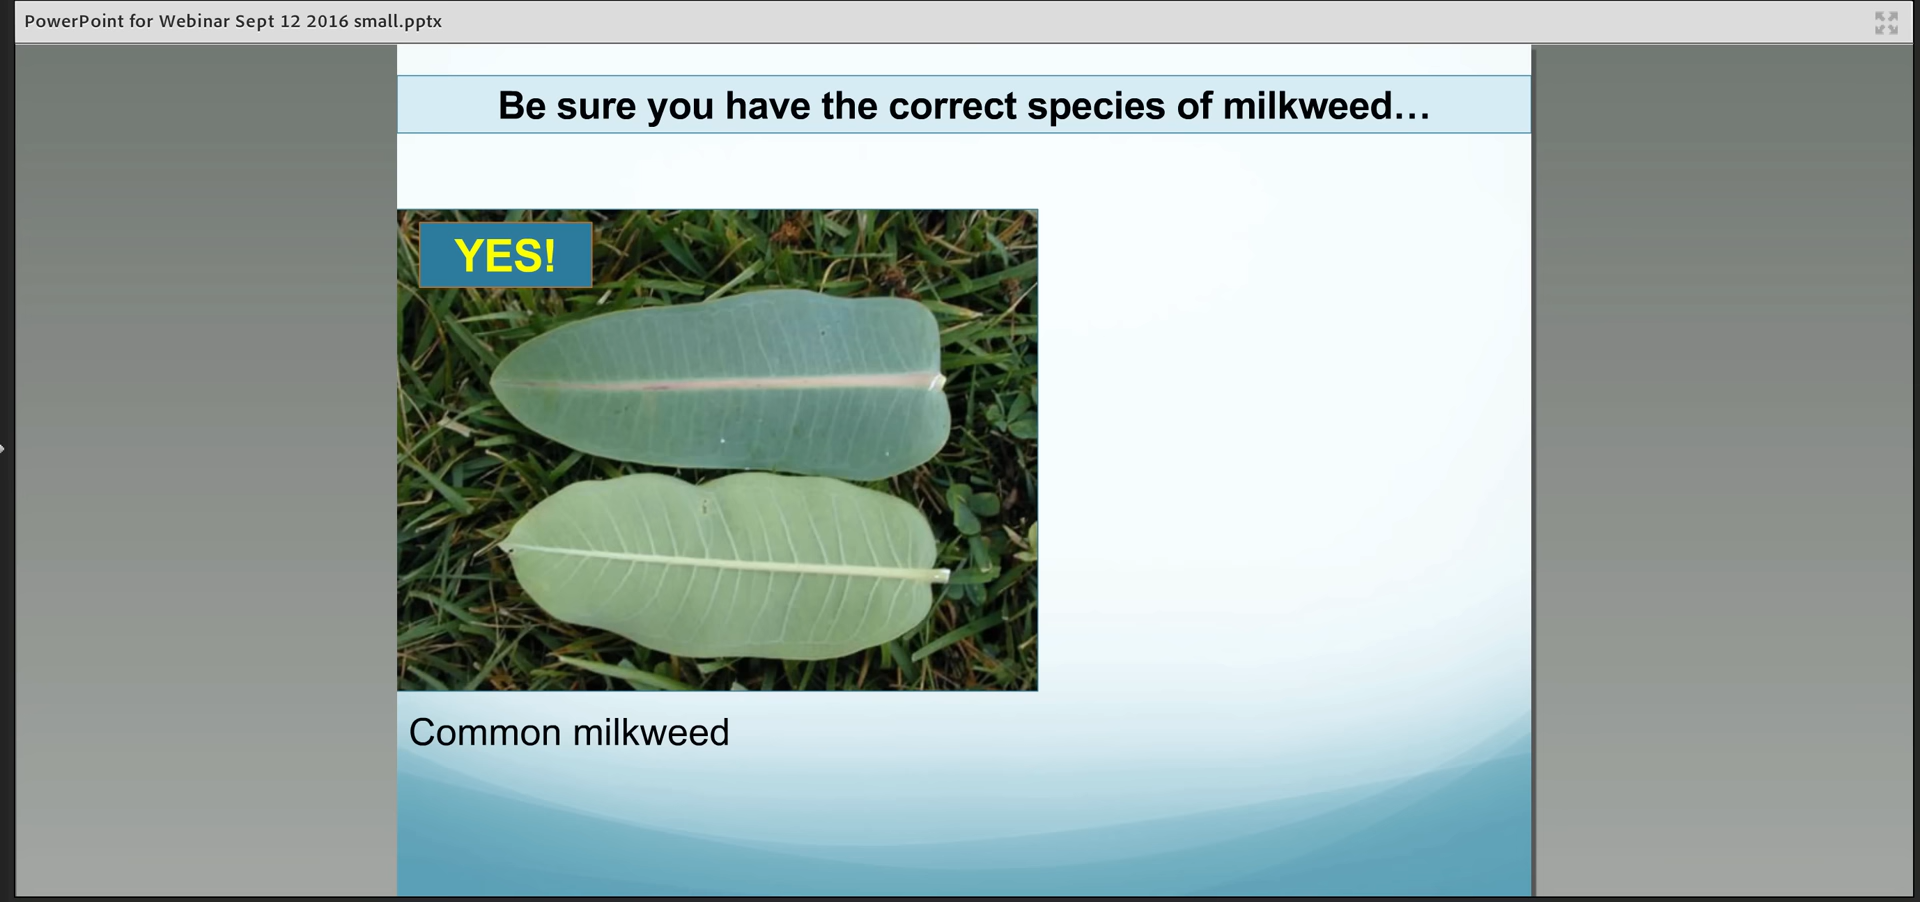 PowerPoint for Webinar Sept 12 2016 small.pptx
Be sure you have the correct species of milkweed...
YES!
Common milkweed